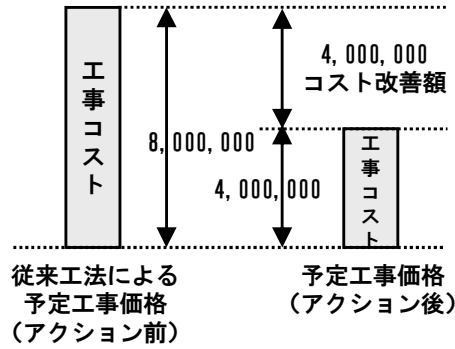 工事コスト
8,000,000
4,000,000
コスト改善額
4,000,000
工事コスト
従来工法による
予定工事価格
（アクション前）
予定工事価格
（アクション後）